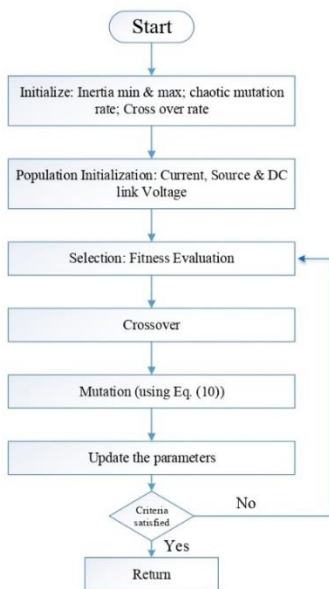 Start
Initialize: Inertia min & max; chaotic mutation
rate; Cross over rate
Population Initialization: Current, Source & DC
link Voltage
Selection: Fitness Evaluation
Crossover
Mutation (using Eq. (10))
Update the parameters
Criteria
satisfied
No
Yes
Return